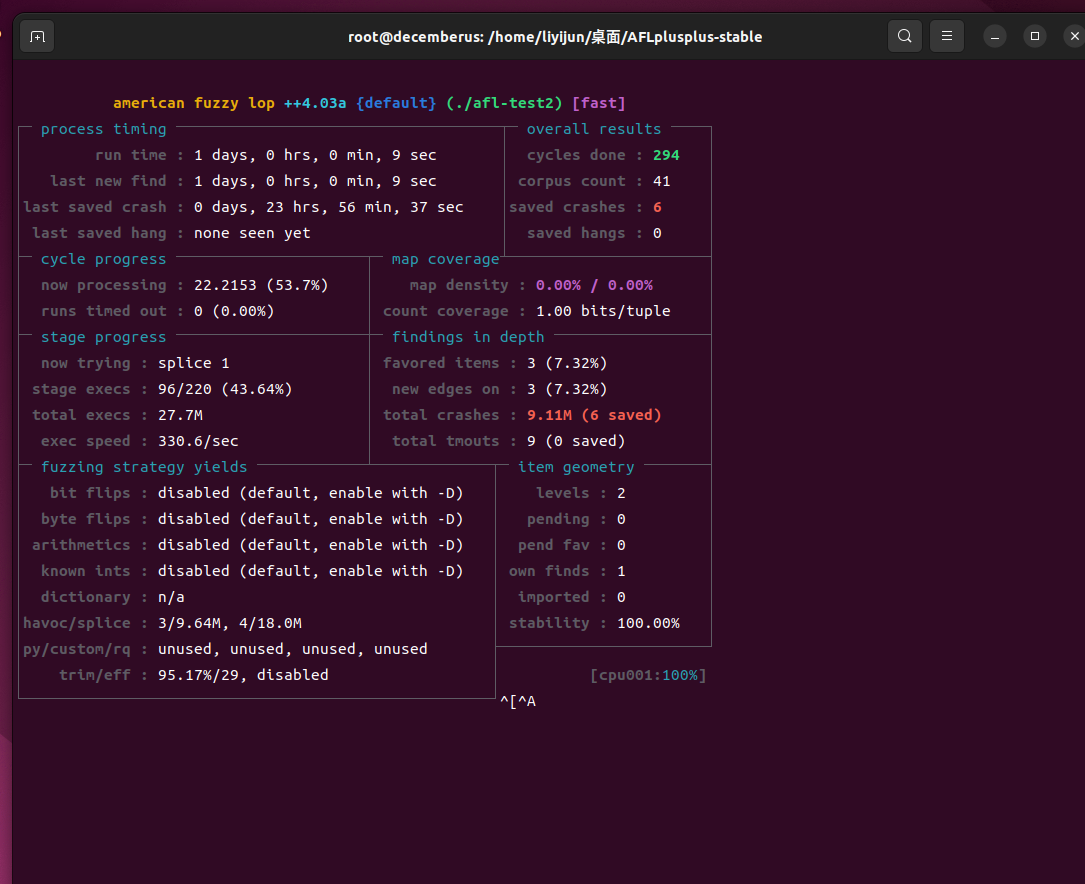 root@decemberus: /home/liyijun/桌面/AFLplusplus-stable
american fuzzy lop ++4.03a {default} (./afl-test2) [fast]
process timing overall results
run time : 1 days, 0 hrs, 0 min, 9 sec cycles done : 294
last new find : 1 days, 0 hrs, 0 min, 9 sec corpus count : 41
last saved crash : 0 days, 23 hrs, 56 min, 37 sec saved crashes : 6
last saved hang : none seen yet saved hangs : 0
cycle progress map coverage
now processing : 22.2153 (53.7%) map density : 0.00% / 0.00%
runs timed out : 0 (0.00%) count coverage : 1.00 bits/tuple
stage progress findings in depth
now trying : splice 1 favored items : 3 (7.32%)
stage execs : 96/220 (43.64%) new edges on : 3 (7.32%)
total execs : 27.7M total crashes : 9.11M (6 saved)
exec speed : 330.6/sec total tmouts : 9 (0 saved)
fuzzing strategy yields item geometry
bit flips : disabled (default, enable with -D) levels : 2
byte flips : disabled (default, enable with -D) pending : 0
arithmetics : disabled (default, enable with -D) pend fav : 0
known ints : disabled (default, enable with -D) own finds : 1
dictionary : n/a imported : 0
havoc/splice : 3/9.64M, 4/18.0M stability : 100.00%
py/custom/rq : unused, unused, unused, unused
trim/eff : 95.17%/29, disabled [cpu001:100%]
^[^A